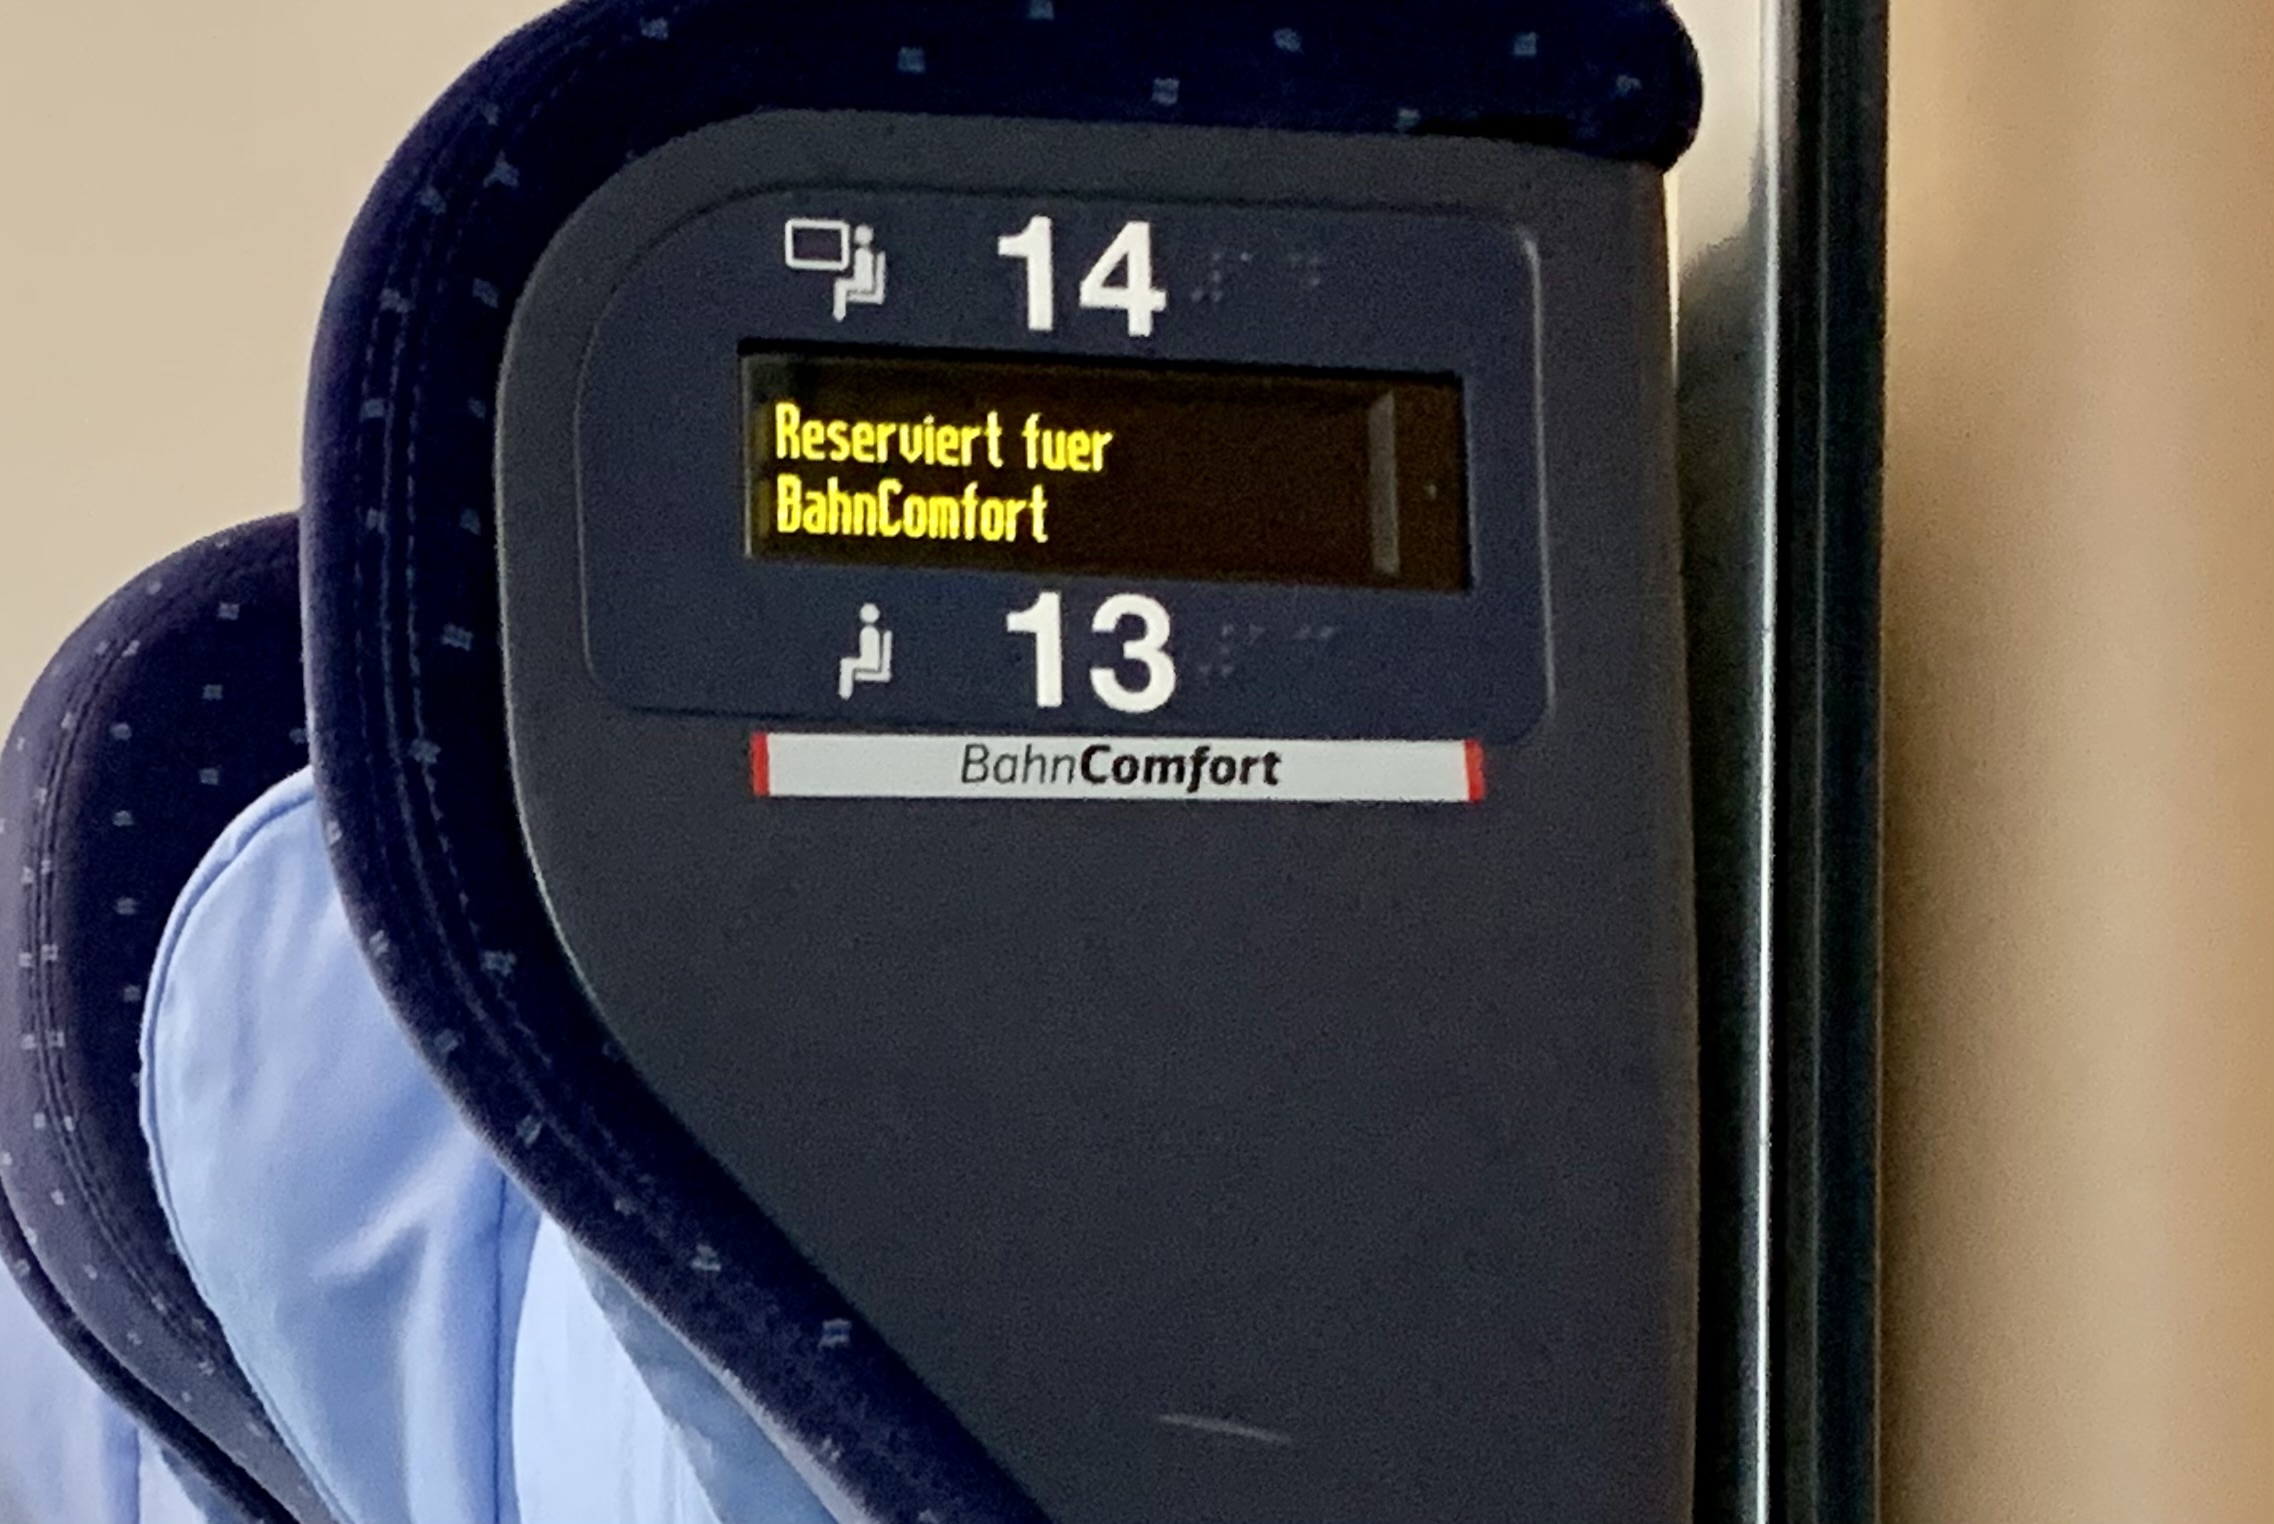 14
Reserviert fuer
BahnComfort
13
BahnComfort